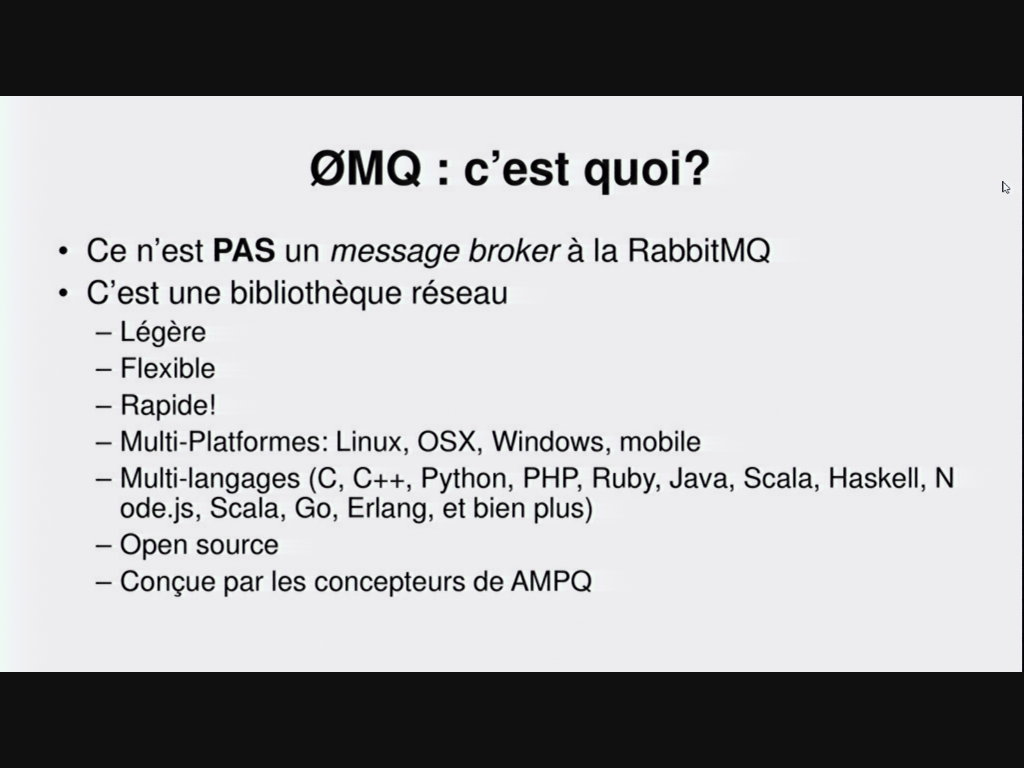 ØMQ : c’est quoi?
• Ce n’est PAS un message broker à la RabbitMQ
• C’est une bibliothèque réseau
– Légère
– Flexible
– Rapide!
– Multi-Platformes: Linux, OSX, Windows, mobile
– Multi-langages (C, C++, Python, PHP, Ruby, Java, Scala, Haskell, N
ode.js, Scala, Go, Erlang, et bien plus)
– Open source
– Conçue par les concepteurs de AMPQ